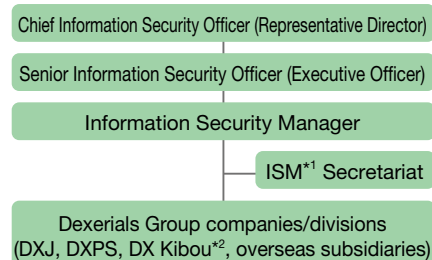 Chief Information Security Officer (Representative Director)
Senior Information Security Officer (Executive Officer)
Information Security Manager
ISM*1 Secretariat
Dexerials Group companies/divisions
(DXJ, DXPS, DX Kibou*2, overseas subsidiaries)